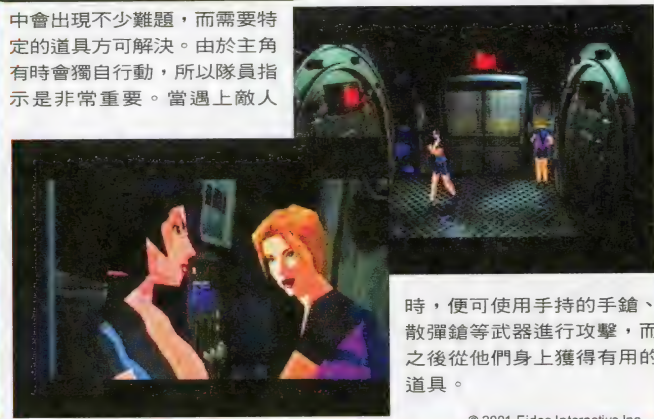 中會出現不少難題，而需要特
定的道具方可解決。由於主角
有時會獨自行動，所以隊員指
示是非常重要。當遇上敵人
時，便可使用手持的手鎗、
散彈鎗等武器進行攻擊，而
之後從他們身上獲得有用的
道具。
© 2001 Eidos Interactive Inc